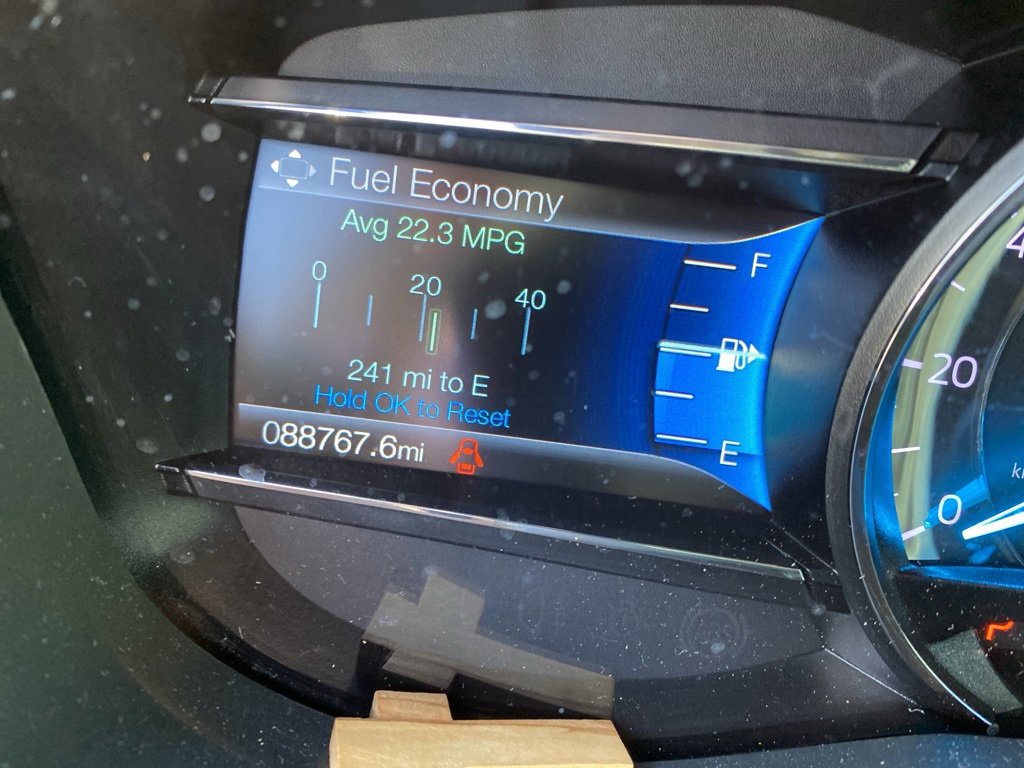 Fuel Economy
Avg 22.3 MPG
0 20 40
241 mi to E
Hold OK to Reset
088767.6mi
F
E
20
0